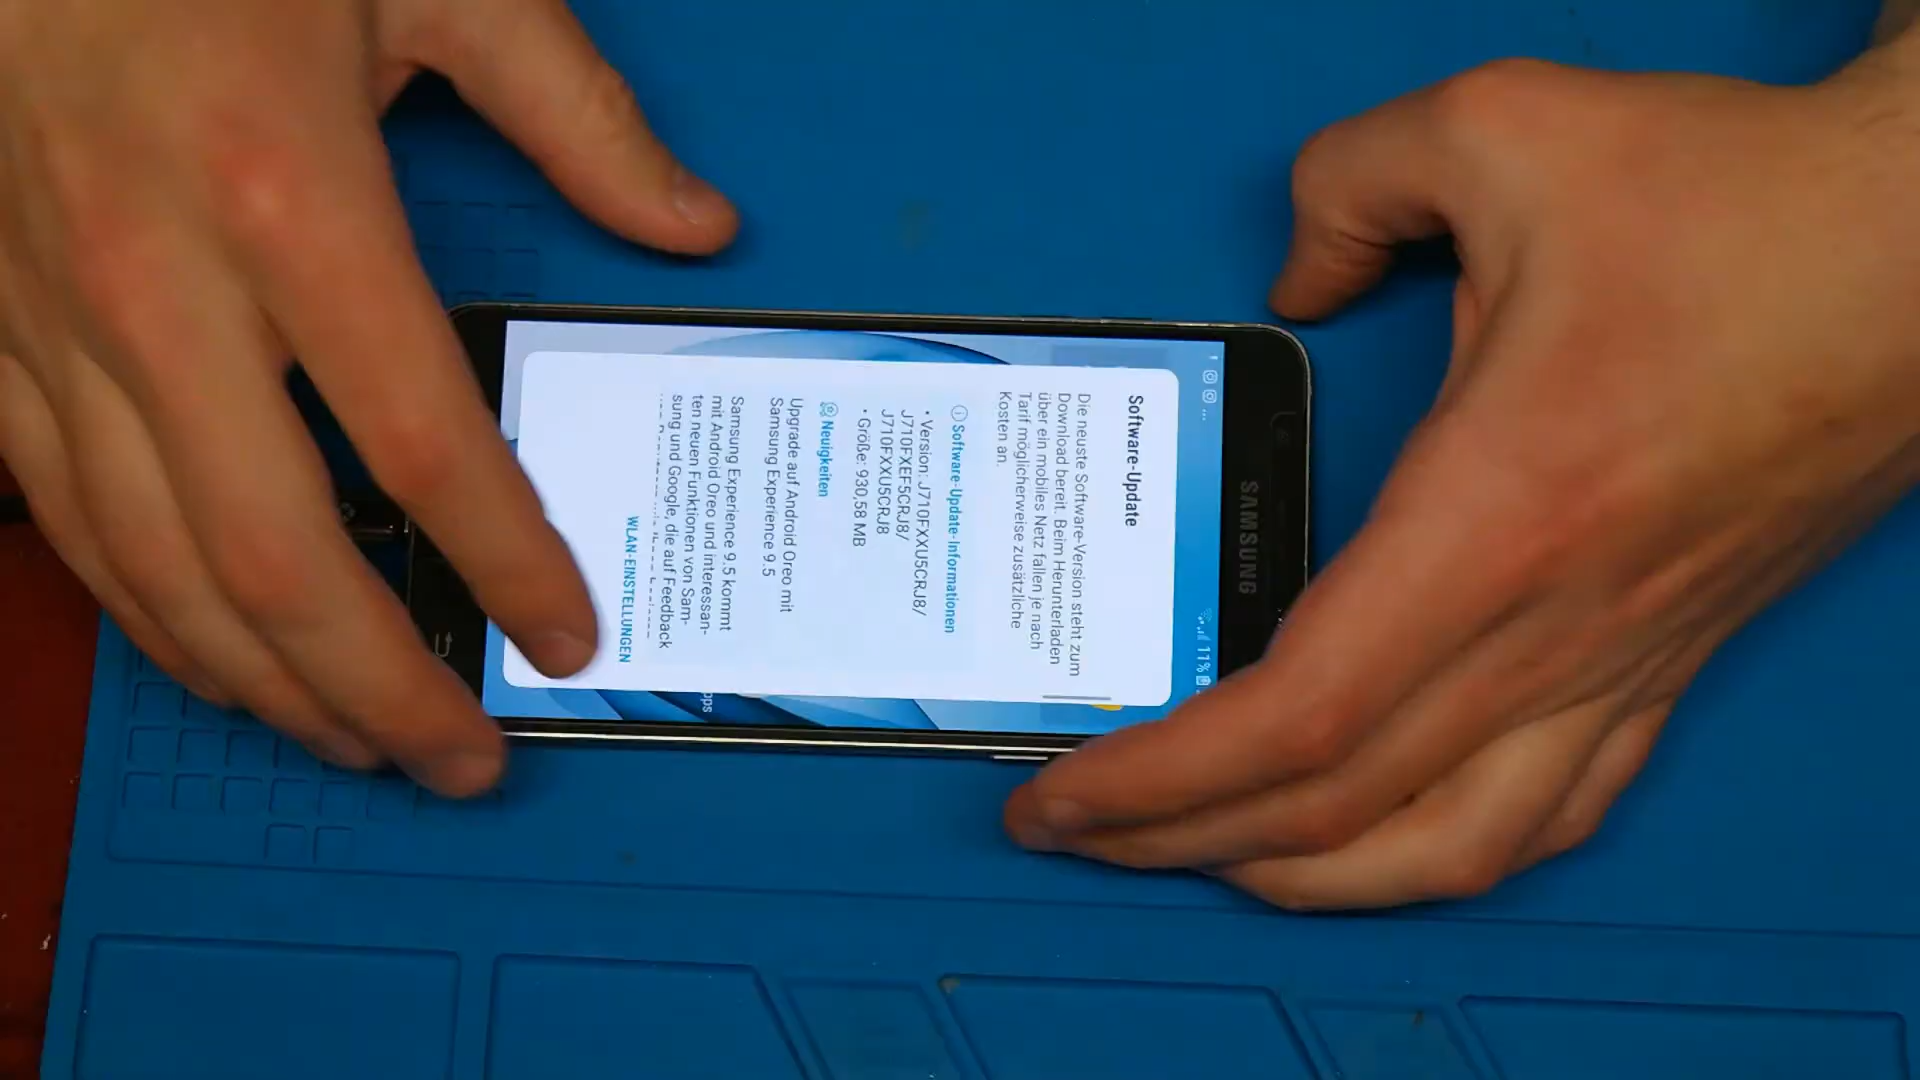 SAMSUNG
11%
Software-Update
Die neuste Software-Version steht zum
Download bereit. Beim Herunterladen
über ein mobiles Netz fallen je nach
Tarif möglicherweise zusätzliche
Kosten an.
Software-Update-Informationen
• Version: J710FXXU5CRJ8/
J710FXEF5CRJ8/
J710FXXU5CRJ8
• Größe: 930,58 MB
Neuigkeiten
Upgrade auf Android Oreo mit
Samsung Experience 9.5
Samsung Experience 9.5 kommt
mit Android Oreo und interessan-
ten neuen Funktionen von Sam-
sung und Google, die auf Feedback
WLAN-EINSTELLUNGEN